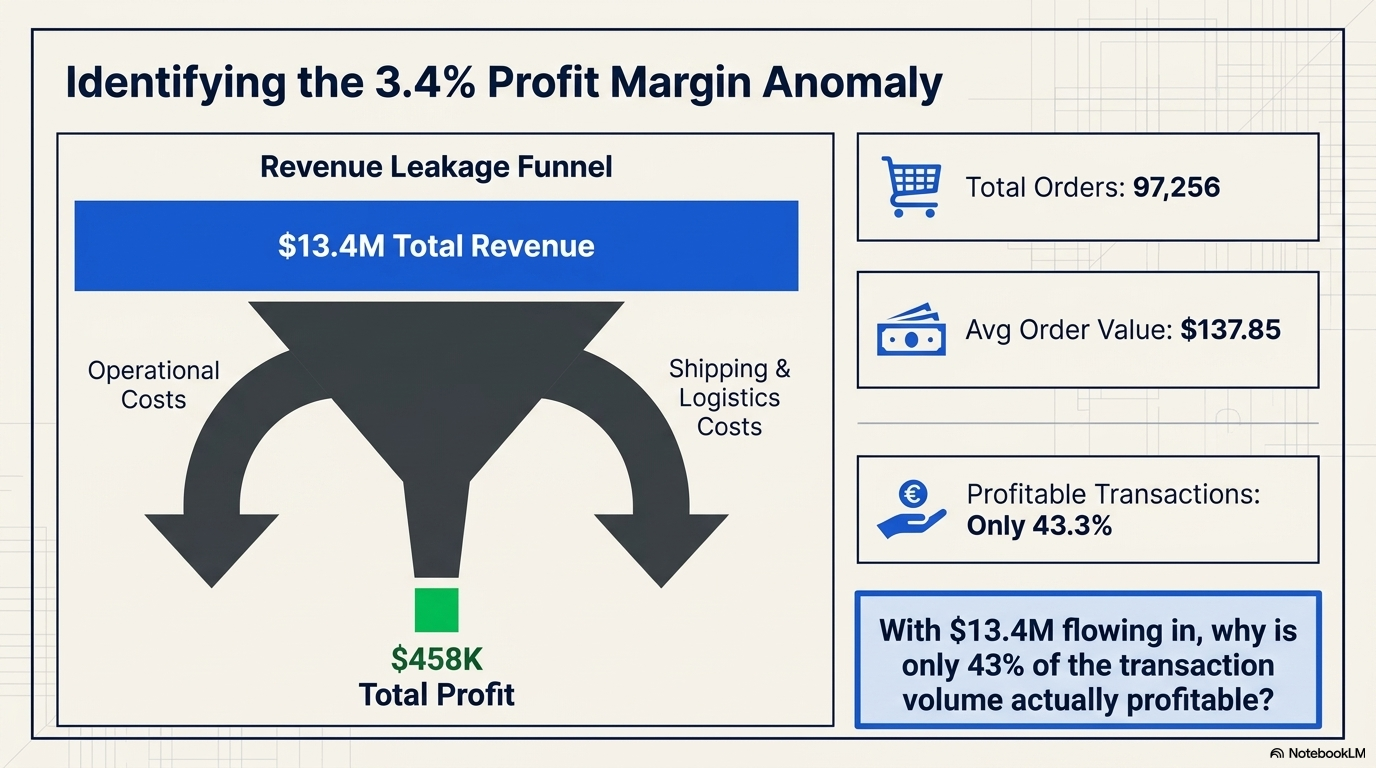 Identifying the 3.4% Profit Margin Anomaly
Revenue Leakage Funnel
$13.4M Total Revenue
Operational
Costs
Shipping &
Logistics
Costs
$458K
Total Profit
Total Orders: 97,256
Avg Order Value: $137.85
€
Profitable Transactions:
Only 43.3%
With $13.4M flowing in, why is
only 43% of the transaction
volume actually profitable?
NotebookLM